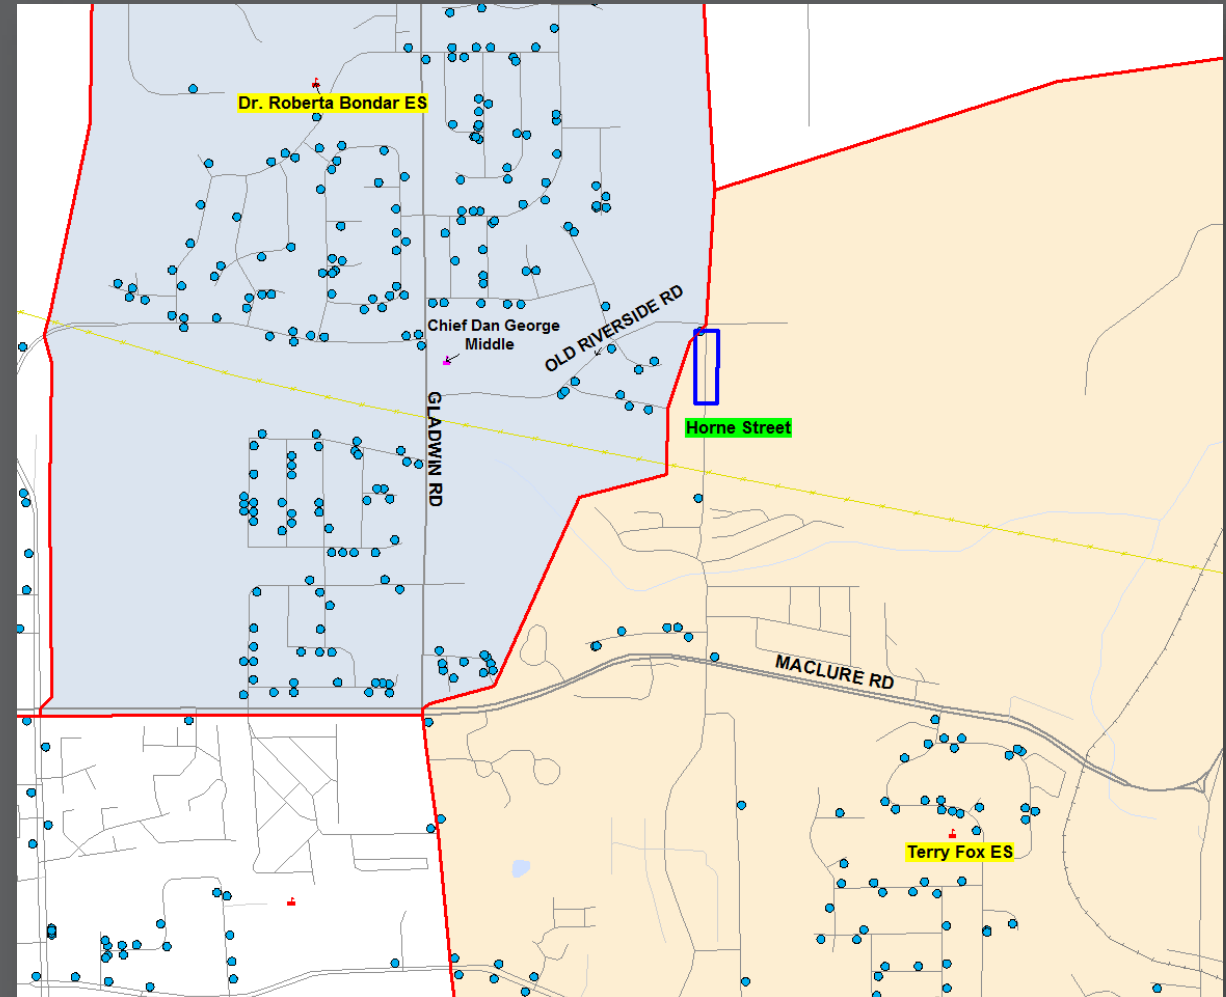 Dr. Roberta Bondar ES
OLD RIVERSIDE RD
Chief Dan George
Middle
GLADWIN RD
Horne Street
MACLURE RD
Terry Fox ES